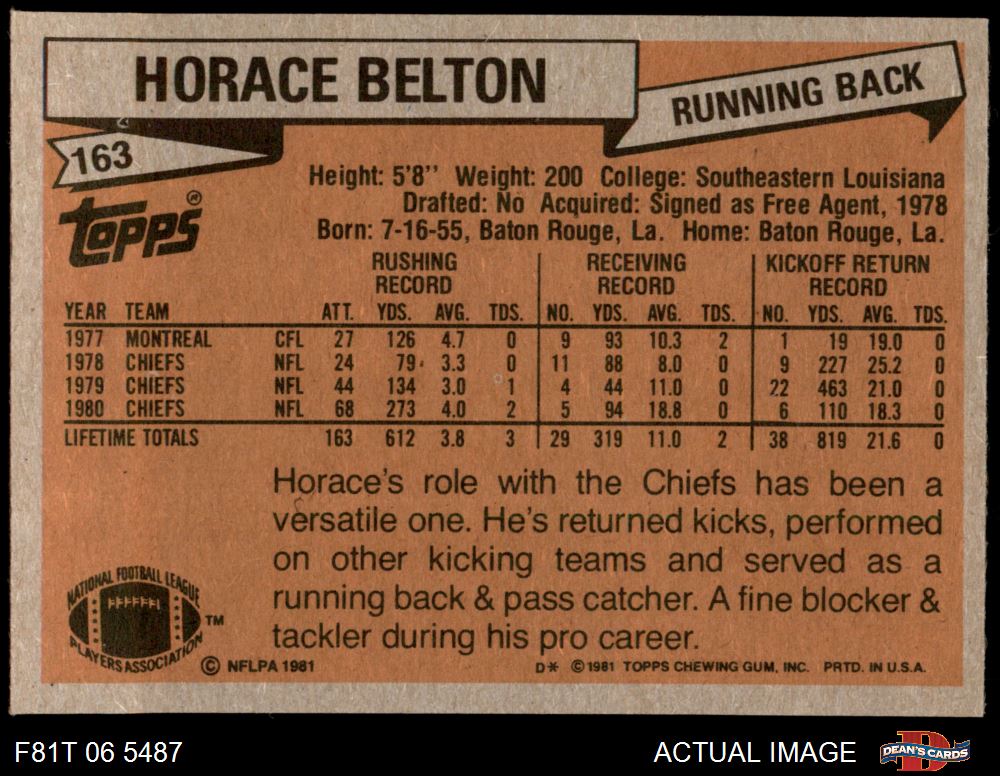 HORACE BELTON
RUNNING BACK
163
TOPPS®
Height: 5'8'' Weight: 200 College: Southeastern Louisiana
Drafted: No Acquired: Signed as Free Agent, 1978
Born: 7-16-55, Baton Rouge, La. Home: Baton Rouge, La.
RUSHING RECORD RECEIVING RECORD KICKOFF RETURN RECORD
YEAR TEAM ATT. YDS. AVG. TDS. NO. YDS. AVG. TDS. NO. YDS. AVG. TDS.
1977 MONTREAL CFL 27 126 4.7 0 9 93 10.3 2 1 19 19.0 0
1978 CHIEFS NFL 24 79 3.3 0 11 88 8.0 0 9 227 25.2 0
1979 CHIEFS NFL 44 134 3.0 1 4 44 11.0 0 22 463 21.0 0
1980 CHIEFS NFL 68 273 4.0 2 5 94 18.8 0 6 110 18.3 0
LIFETIME TOTALS 163 612 3.8 3 29 319 11.0 2 38 819 21.6 0
Horace's role with the Chiefs has been a
versatile one. He's returned kicks, performed
on other kicking teams and served as a
running back & pass catcher. A fine blocker &
tackler during his pro career.
NATIONAL FOOTBALL LEAGUE
PLAYERS ASSOCIATION
TM
© NFLPA 1981
D* © 1981 TOPPS CHEWING GUM, INC. PRTD. IN U.S.A.
F81T 06 5487
ACTUAL IMAGE
D
DEAN'S CARDS